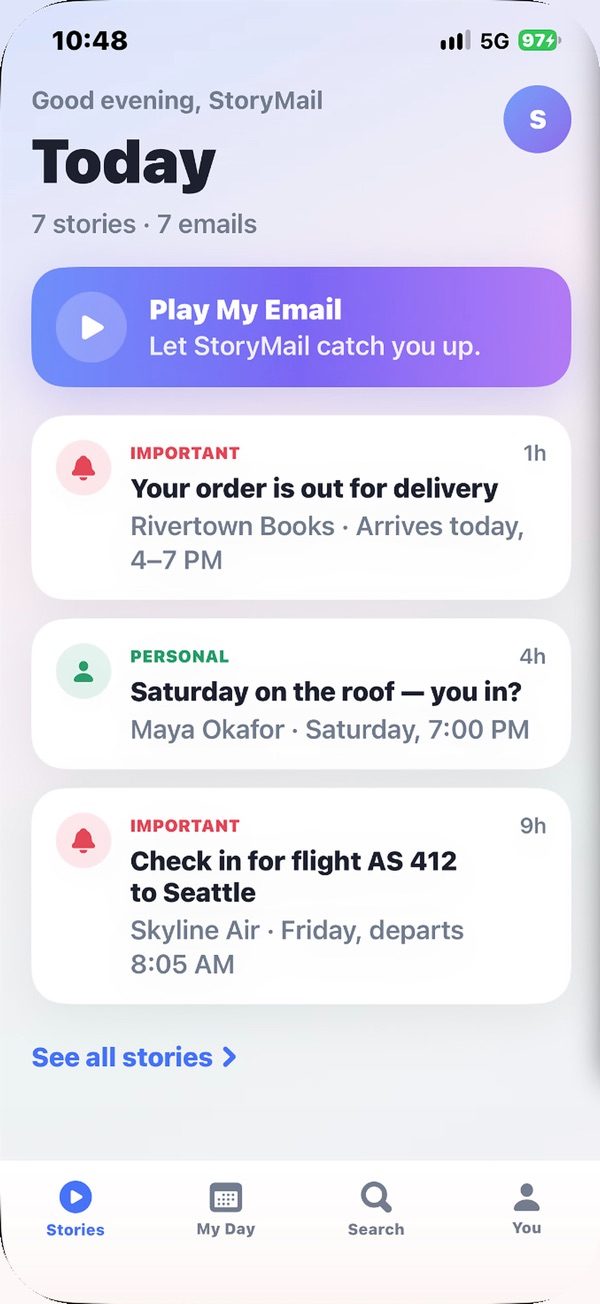 10:48
5G
97
Good evening, StoryMail
S
Today
7 stories · 7 emails
Play My Email
Let StoryMail catch you up.
IMPORTANT
1h
Your order is out for delivery
Rivertown Books · Arrives today,
4–7 PM
PERSONAL
4h
Saturday on the roof — you in?
Maya Okafor · Saturday, 7:00 PM
IMPORTANT
9h
Check in for flight AS 412
to Seattle
Skyline Air · Friday, departs
8:05 AM
See all stories
Stories
My Day
Search
You